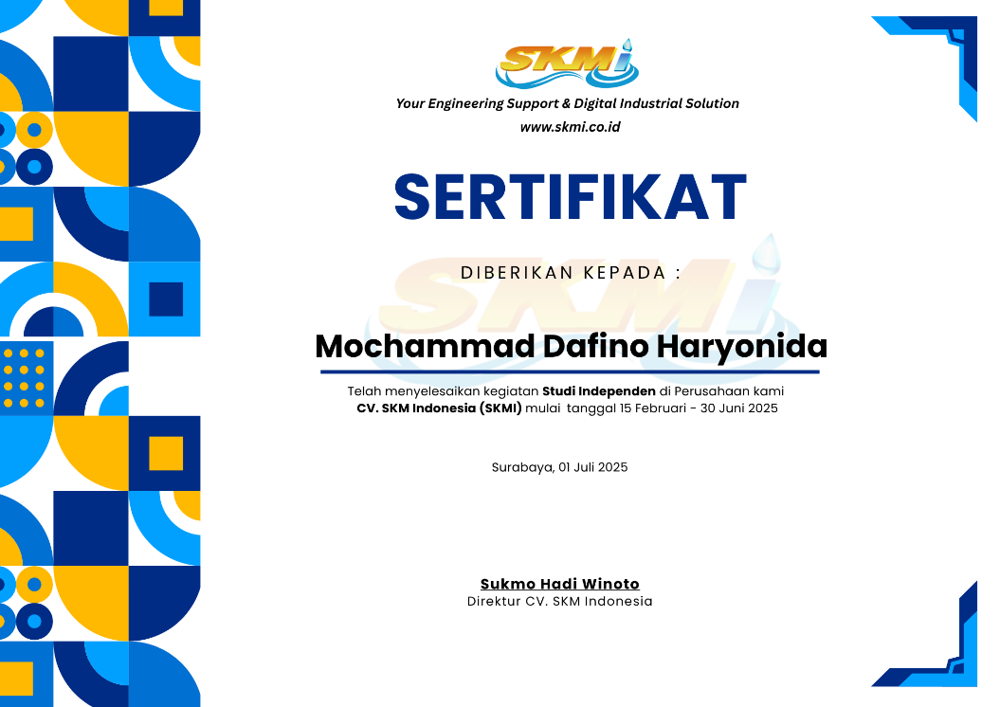 SKMi
Your Engineering Support & Digital Industrial Solution
www.skmi.co.id
SERTIFIKAT
DIBERIKAN KEPADA :
SKMi
Mochammad Dafino Haryonida
Telah menyelesaikan kegiatan Studi Independen di Perusahaan kami
CV. SKM Indonesia (SKMI) mulai tanggal 15 Februari - 30 Juni 2025
Surabaya, 01 Juli 2025
Sukmo Hadi Winoto
Direktur CV. SKM Indonesia